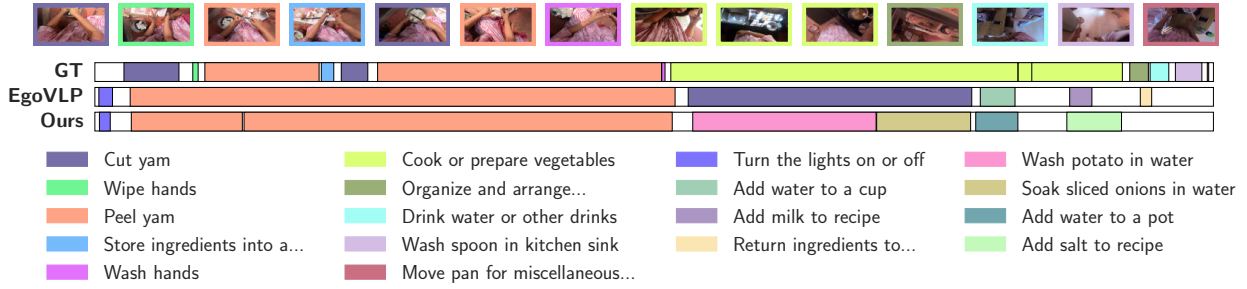 GT
EgoVLP
Ours
Cut yam
Cook or prepare vegetables
Turn the lights on or off
Wash potato in water
Wipe hands
Organize and arrange...
Add water to a cup
Soak sliced onions in water
Peel yam
Drink water or other drinks
Add milk to recipe
Add water to a pot
Store ingredients into a...
Wash spoon in kitchen sink
Return ingredients to...
Add salt to recipe
Wash hands
Move pan for miscellaneous...